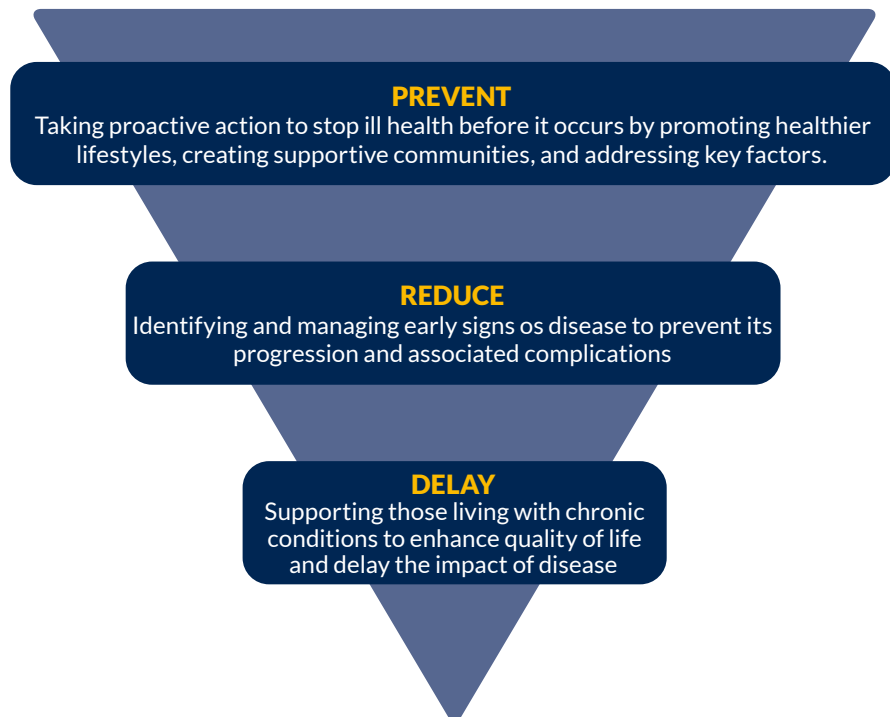 PREVENT
Taking proactive action to stop ill health before it occurs by promoting healthier
lifestyles, creating supportive communities, and addressing key factors.
REDUCE
Identifying and managing early signs os disease to prevent its
progression and associated complications
DELAY
Supporting those living with chronic
conditions to enhance quality of life
and delay the impact of disease